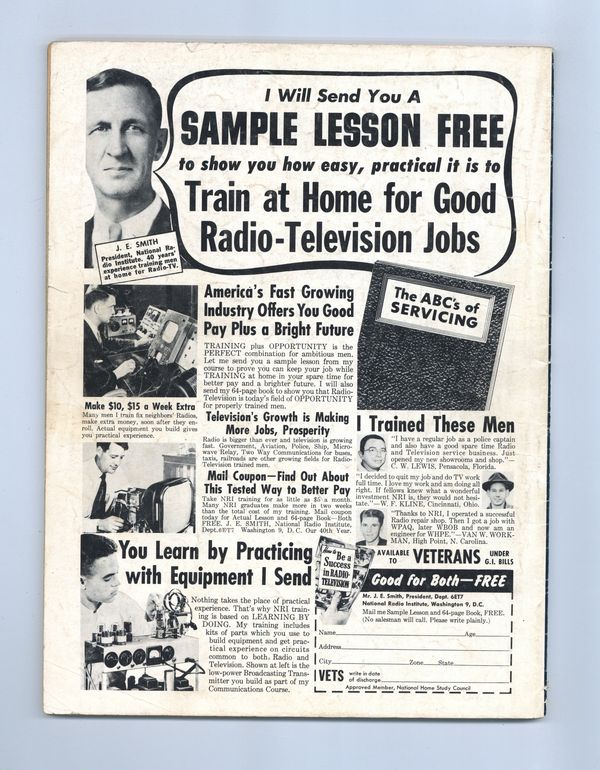 I Will Send You A
SAMPLE LESSON FREE
to show you how easy, practical it is to
Train at Home for Good
Radio-Television Jobs
J. E. SMITH
President, National Ra-
dio Institute. 40 years'
experience training men
at home for Radio-TV.
America's Fast Growing
Industry Offers You Good
Pay Plus a Bright Future
TRAINING plus OPPORTUNITY is the
PERFECT combination for ambitious men.
Let me send you a sample lesson from my
course to prove you can keep your job while
TRAINING at home in your spare time for
better pay and a brighter future. I will also
send my 64-page book to show you that Radio-
Television is today's field of OPPORTUNITY
for properly trained men.
The ABC's of
SERVICING
Make $10, $15 a Week Extra
Many men I train fix neighbors' Radios,
make extra money, soon after they en-
roll. Actual equipment you build gives
you practical experience.
Television's Growth is Making
More Jobs, Prosperity
Radio is bigger than ever and television is growing
fast. Government, Aviation, Police, Ship, Micro-
wave Relay, Two Way Communications for buses,
taxis, railroads are other growing fields for Radio-
Television trained men.
Mail Coupon—Find Out About
This Tested Way to Better Pay
Take NRI training for as little as $5 a month.
Many NRI graduates make more in two weeks
than the total cost of my training. Mail coupon
today for Actual Lesson and 64-page Book—Both
FREE. J. E. SMITH, National Radio Institute,
Dept. 6ET7 Washington 9, D.C. Our 40th Year.
I Trained These Men
"I have a regular job as a police captain
and also have a good spare time Radio
and Television service business. Just
opened my new showrooms and shop."—
C. W. LEWIS, Pensacola, Florida.
"I decided to quit my job and do TV work
full time. I love my work and am doing all
right. If fellows knew what a wonderful
investment NRI is, they would not hesi-
tate."—W. F. KLINE, Cincinnati, Ohio.
"Thanks to NRI, I operated a successful
Radio repair shop. Then I got a job with
WPAQ, later WBOB and now am an
engineer for WHPE."—VAN W. WORK-
MAN, High Point, N. Carolina.
You Learn by Practicing
with Equipment I Send
Nothing takes the place of practical
experience. That's why NRI train-
ing is based on LEARNING BY
DOING. My training includes
kits of parts which you use to
build equipment and get prac-
tical experience on circuits
common to both Radio and
Television. Shown at left is the
low-power Broadcasting Trans-
mitter you build as part of my
Communications Course.
How to Be a
Success
in RADIO-
TELEVISION
AVAILABLE TO VETERANS UNDER G.I. BILLS
Good for Both—FREE
Mr. J. E. Smith, President, Dept. 6ET7
National Radio Institute, Washington 9, D.C.
Mail me Sample Lesson and 64-page Book, FREE.
(No salesman will call. Please write plainly.)
Name Age
Address
City Zone State
VETS write in date of discharge
Approved Member, National Home Study Council